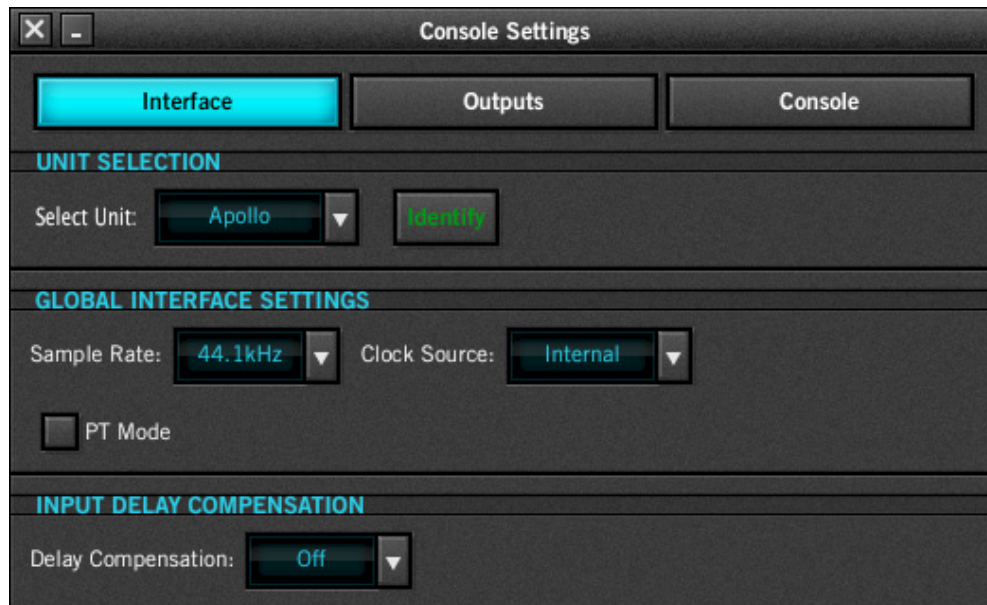 Console Settings
Interface Outputs Console
UNIT SELECTION
Select Unit: Apollo Identify
GLOBAL INTERFACE SETTINGS
Sample Rate: 44.1kHz Clock Source: Internal
PT Mode
INPUT DELAY COMPENSATION
Delay Compensation: Off